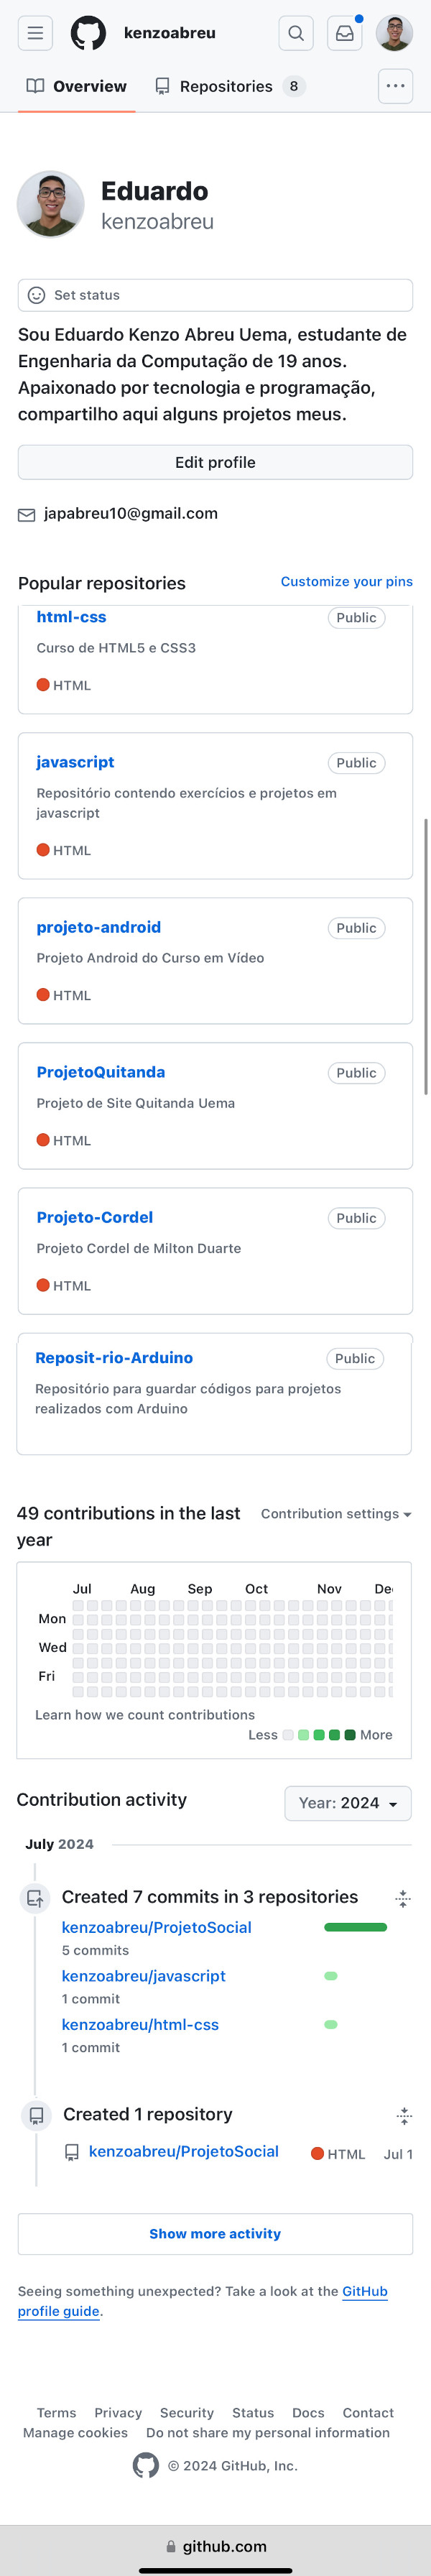 kenzoabreu
Overview
Repositories 8
Eduardo
kenzoabreu
Set status
Sou Eduardo Kenzo Abreu Uema, estudante de
Engenharia da Computação de 19 anos.
Apaixonado por tecnologia e programação,
compartilho aqui alguns projetos meus.
Edit profile
japabreu10@gmail.com
Popular repositories
Customize your pins
html-css
Public
Curso de HTML5 e CSS3
HTML
javascript
Public
Repositório contendo exercícios e projetos em
javascript
HTML
projeto-android
Public
Projeto Android do Curso em Vídeo
HTML
ProjetoQuitanda
Public
Projeto de Site Quitanda Uema
HTML
Projeto-Cordel
Public
Projeto Cordel de Milton Duarte
HTML
Reposit-rio-Arduino
Public
Repositório para guardar códigos para projetos
realizados com Arduino
49 contributions in the last
year
Contribution settings
Jul Aug Sep Oct Nov De
Mon
Wed
Fri
Learn how we count contributions
Less More
Contribution activity
Year: 2024
July 2024
Created 7 commits in 3 repositories
kenzoabreu/ProjetoSocial
5 commits
kenzoabreu/javascript
1 commit
kenzoabreu/html-css
1 commit
Created 1 repository
kenzoabreu/ProjetoSocial HTML Jul 1
Show more activity
Seeing something unexpected? Take a look at the GitHub
profile guide.
Terms Privacy Security Status Docs Contact
Manage cookies Do not share my personal information
© 2024 GitHub, Inc.
github.com